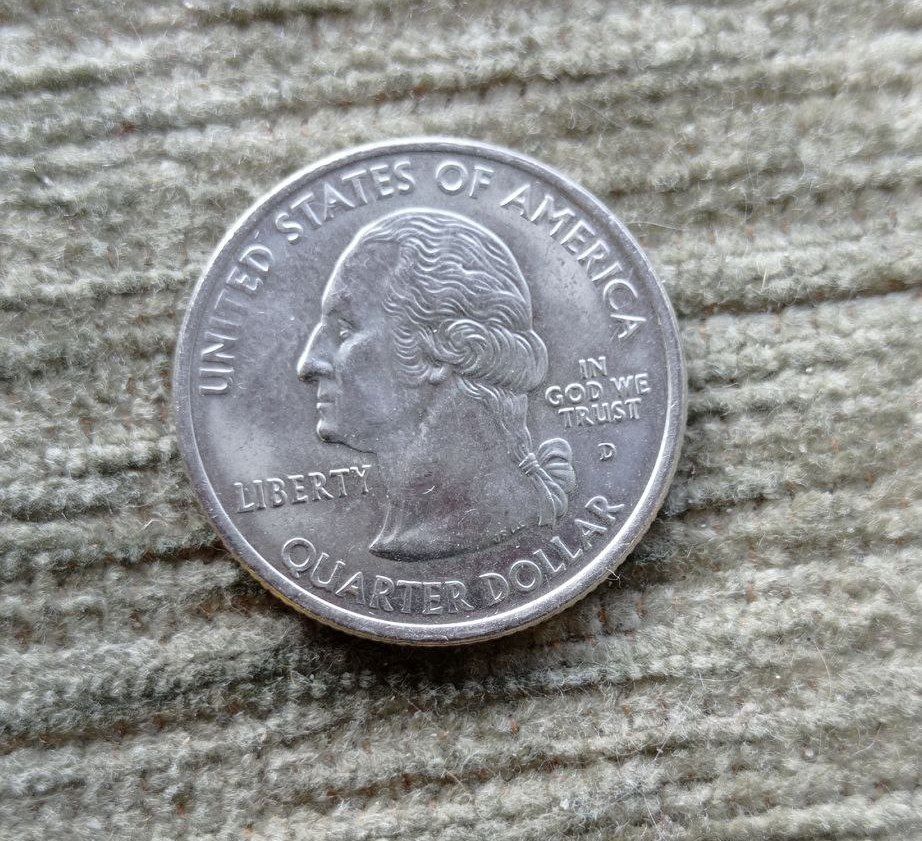 UNITED STATES OF AMERICA
LIBERTY
IN
GOD WE
TRUST
D
QUARTER DOLLAR